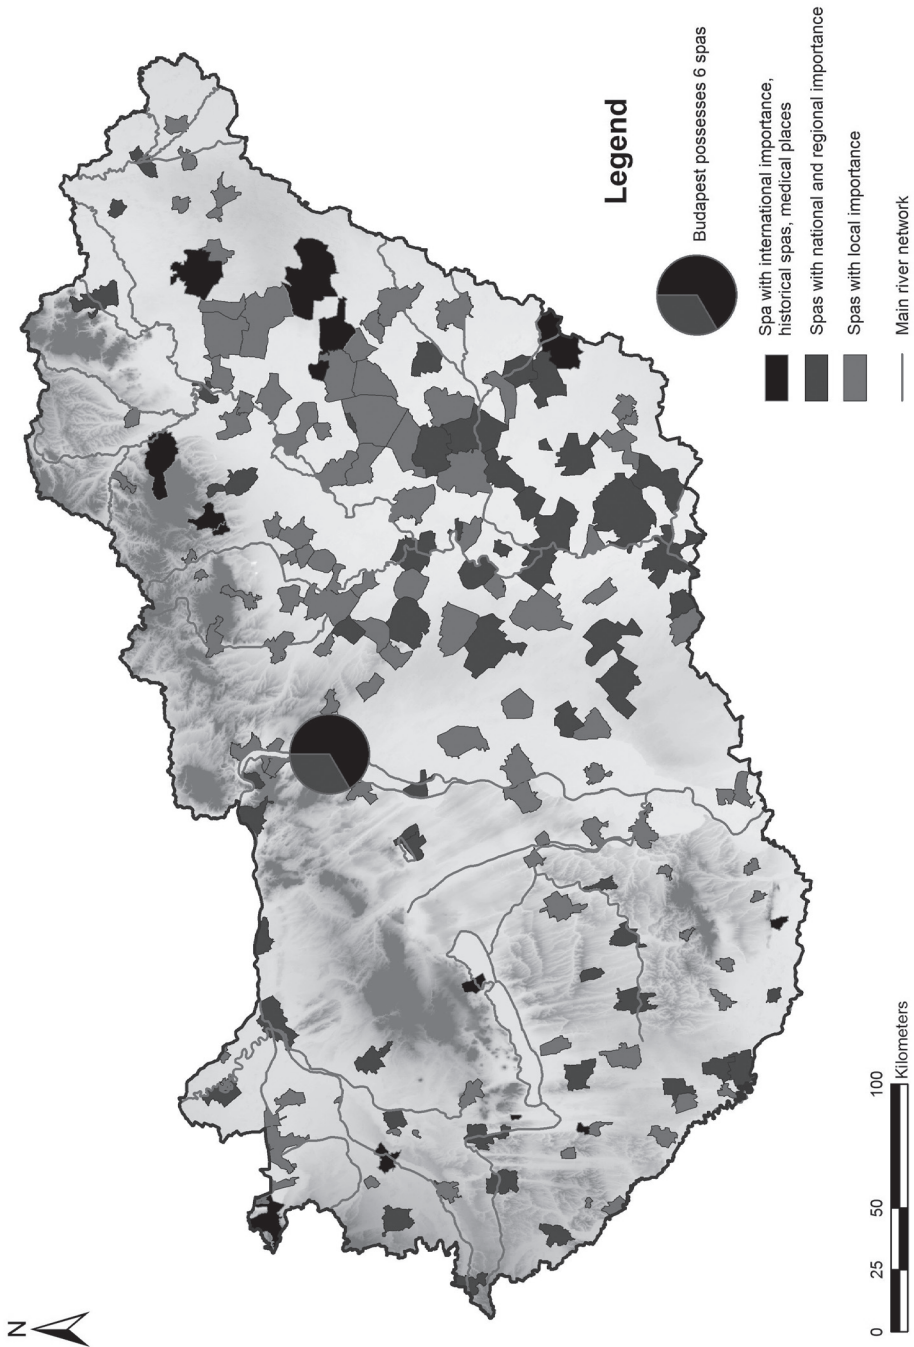 N
Legend
Budapest possesses 6 spas
Spa with international importance,
historical spas, medical places
Spas with national and regional importance
Spas with local importance
Main river network
0 25 50 100
Kilometers